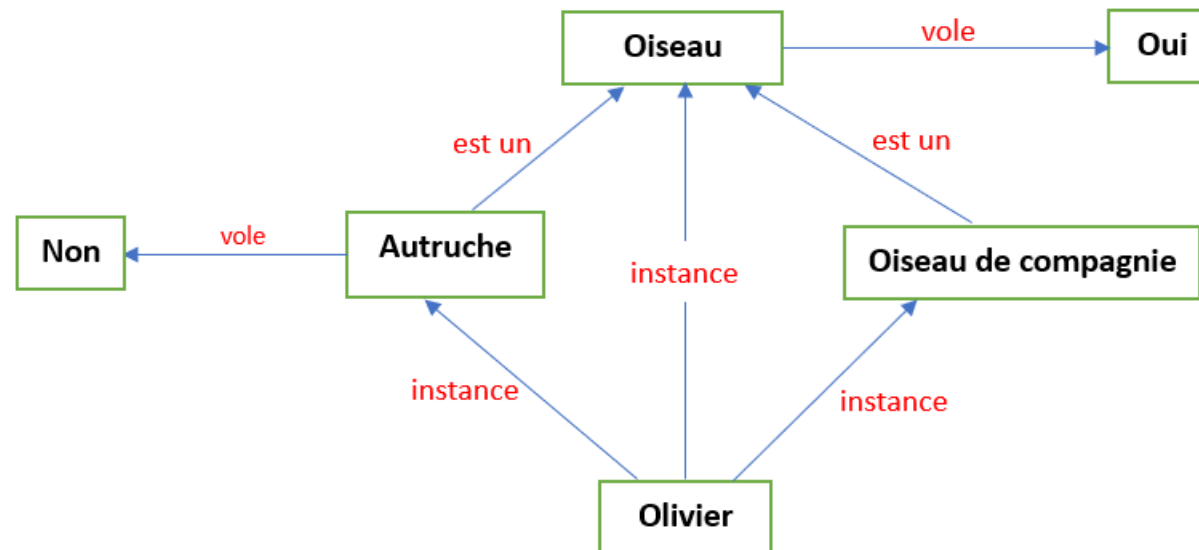 Oiseau
vole
Oui
est un
est un
Non
vole
Autruche
instance
Oiseau de compagnie
instance
instance
Olivier